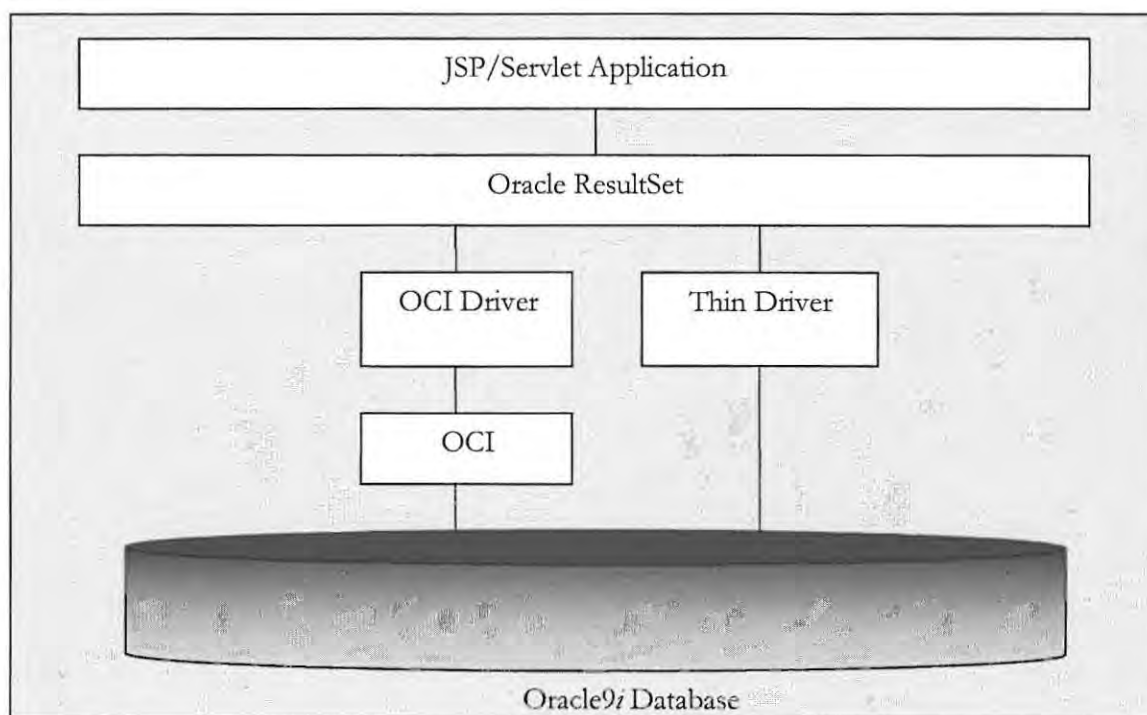 JSP/Servlet Application
Oracle ResultSet
OCI Driver
Thin Driver
OCI
Oracle9i Database